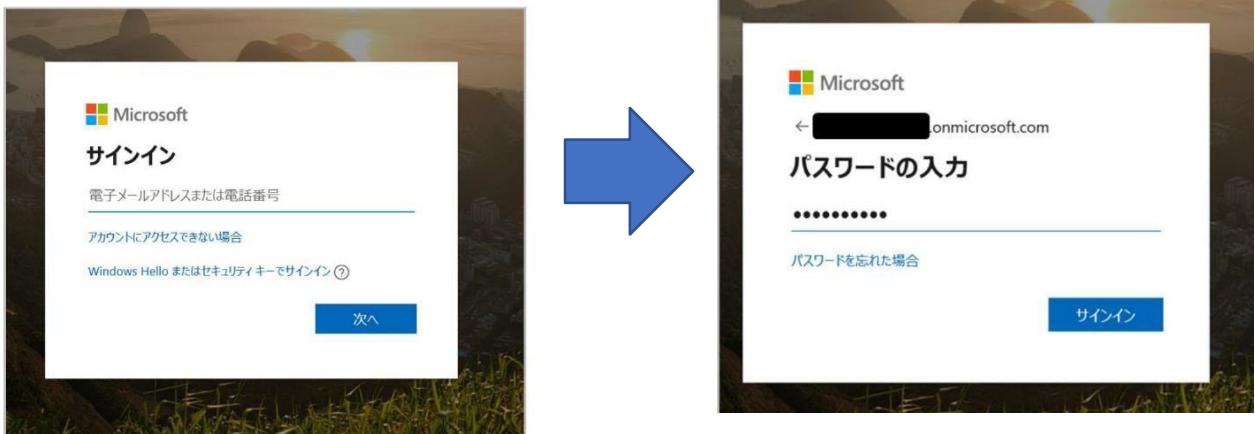 Microsoft
サインイン
電子メールアドレスまたは電話番号
アカウントにアクセスできない場合
Windows Hello またはセキュリティ キーでサインイン
次へ
Microsoft
← .onmicrosoft.com
パスワードの入力
••••••••••
パスワードを忘れた場合
サインイン